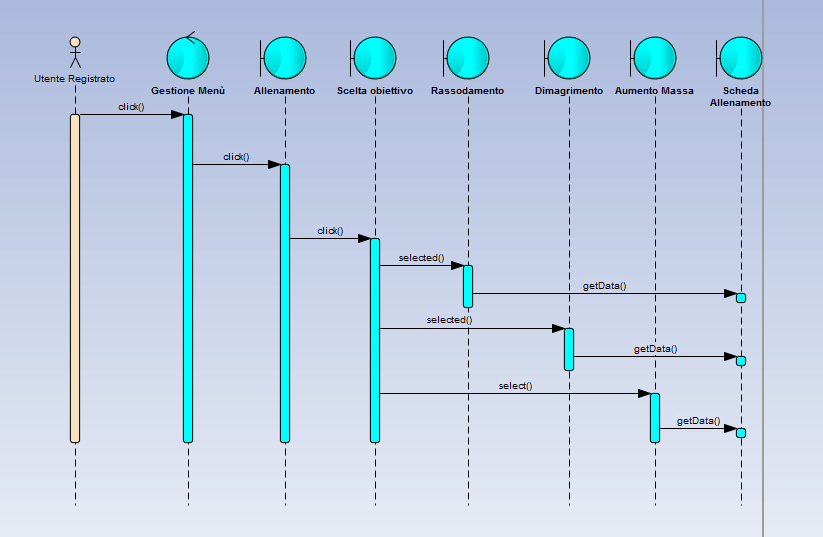 Utente Registrato
Gestione Menù
Allenamento
Scelta obiettivo
Rassodamento
Dimagrimento
Aumento Massa
Scheda
Allenamento
click()
click()
click()
selected()
getData()
selected()
getData()
select()
getData()